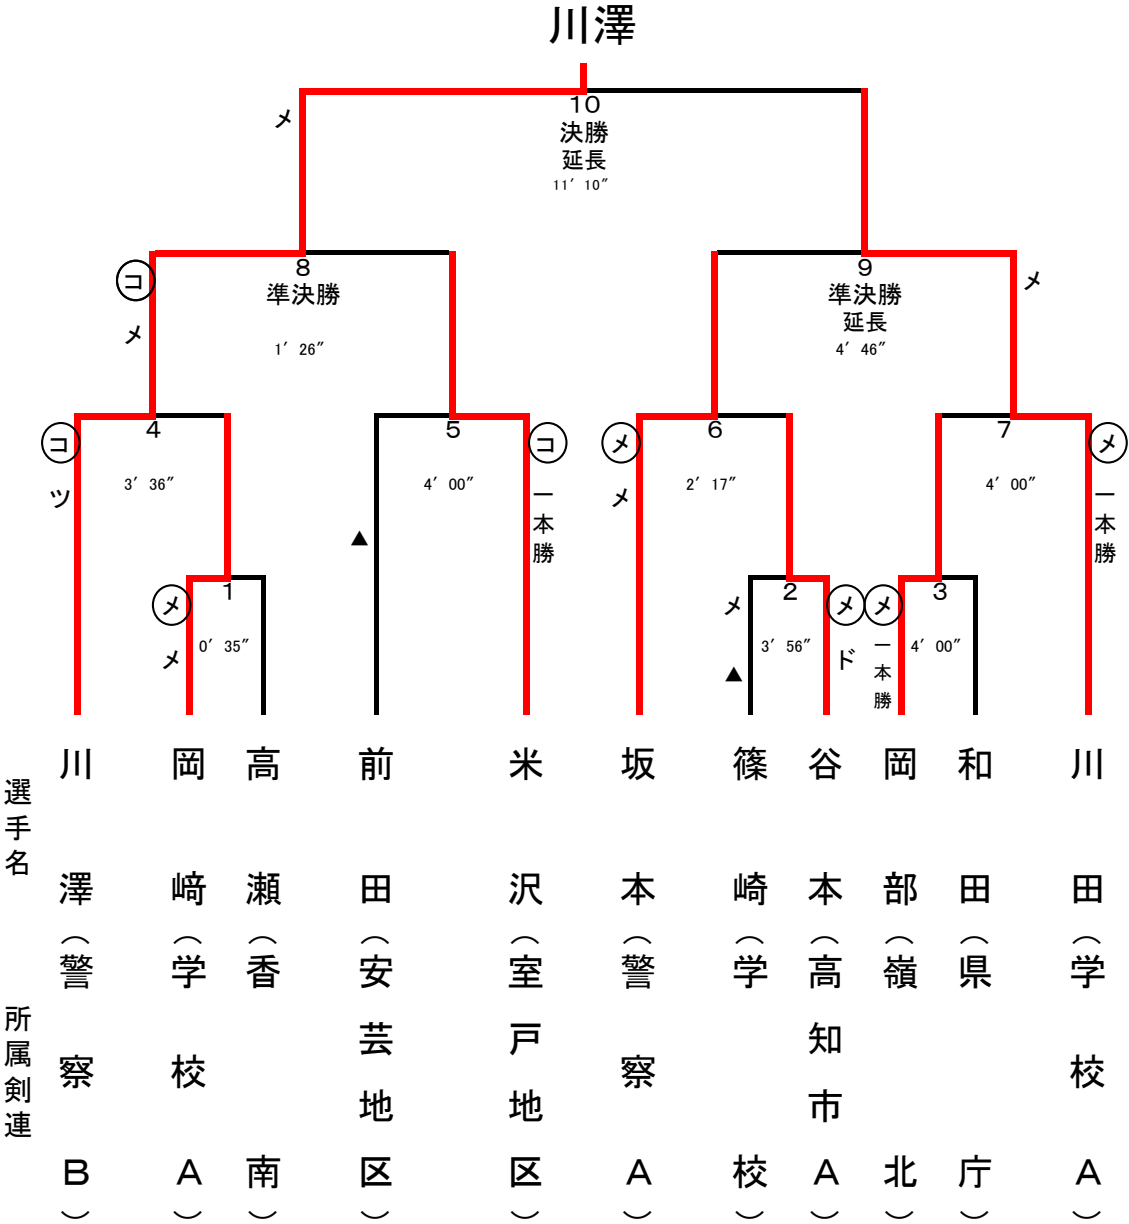 川澤
メ
10
決勝
延長
11′ 10″
コ
メ
8
準決勝
1′ 26″
9
準決勝
延長
4′ 46″
メ
コ
ツ
4
3′ 36″
5
4′ 00″
コ
一本勝
▲
メ
メ
6
2′ 17″
7
4′ 00″
メ
一本勝
メ
メ
1
0′ 35″
メ
▲
2
3′ 56″
メ
ド
メ
一本勝
3
4′ 00″
選手名
所属剣連
川澤（警察B）
岡﨑（学校A）
高瀬（香南）
前田（安芸地区）
米沢（室戸地区）
坂本（警察A）
篠崎（学校）
谷本（高知市A）
岡部（嶺北）
和田（県庁）
川田（学校A）